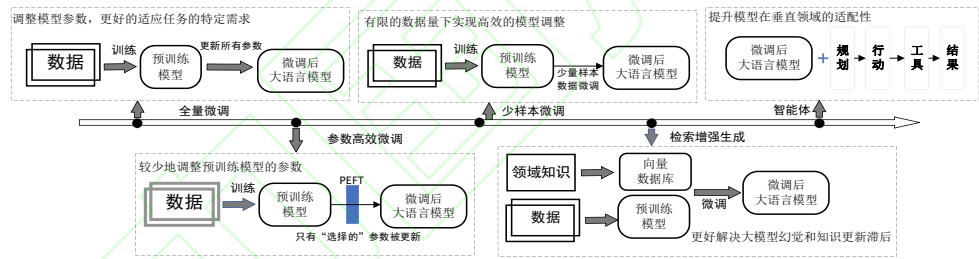 调整模型参数，更好的适应任务的特定需求
数据
训练
预训练
模型
更新所有参数
微调后
大语言模型
有限的数据量下实现高效的模型调整
数据
训练
预训练
模型
少量样本
数据微调
微调后
大语言模型
提升模型在垂直领域的适配性
微调后
大语言模型
+
规划
行动
工具
结果
全量微调
少样本微调
智能体
参数高效微调
检索增强生成
较少地调整预训练模型的参数
数据
训练
预训练
模型
PEFT
微调后
大语言模型
只有“选择的”参数被更新
领域知识
向量
数据库
数据
预训练
模型
微调
微调后
大语言模型
更好解决大模型幻觉和知识更新滞后